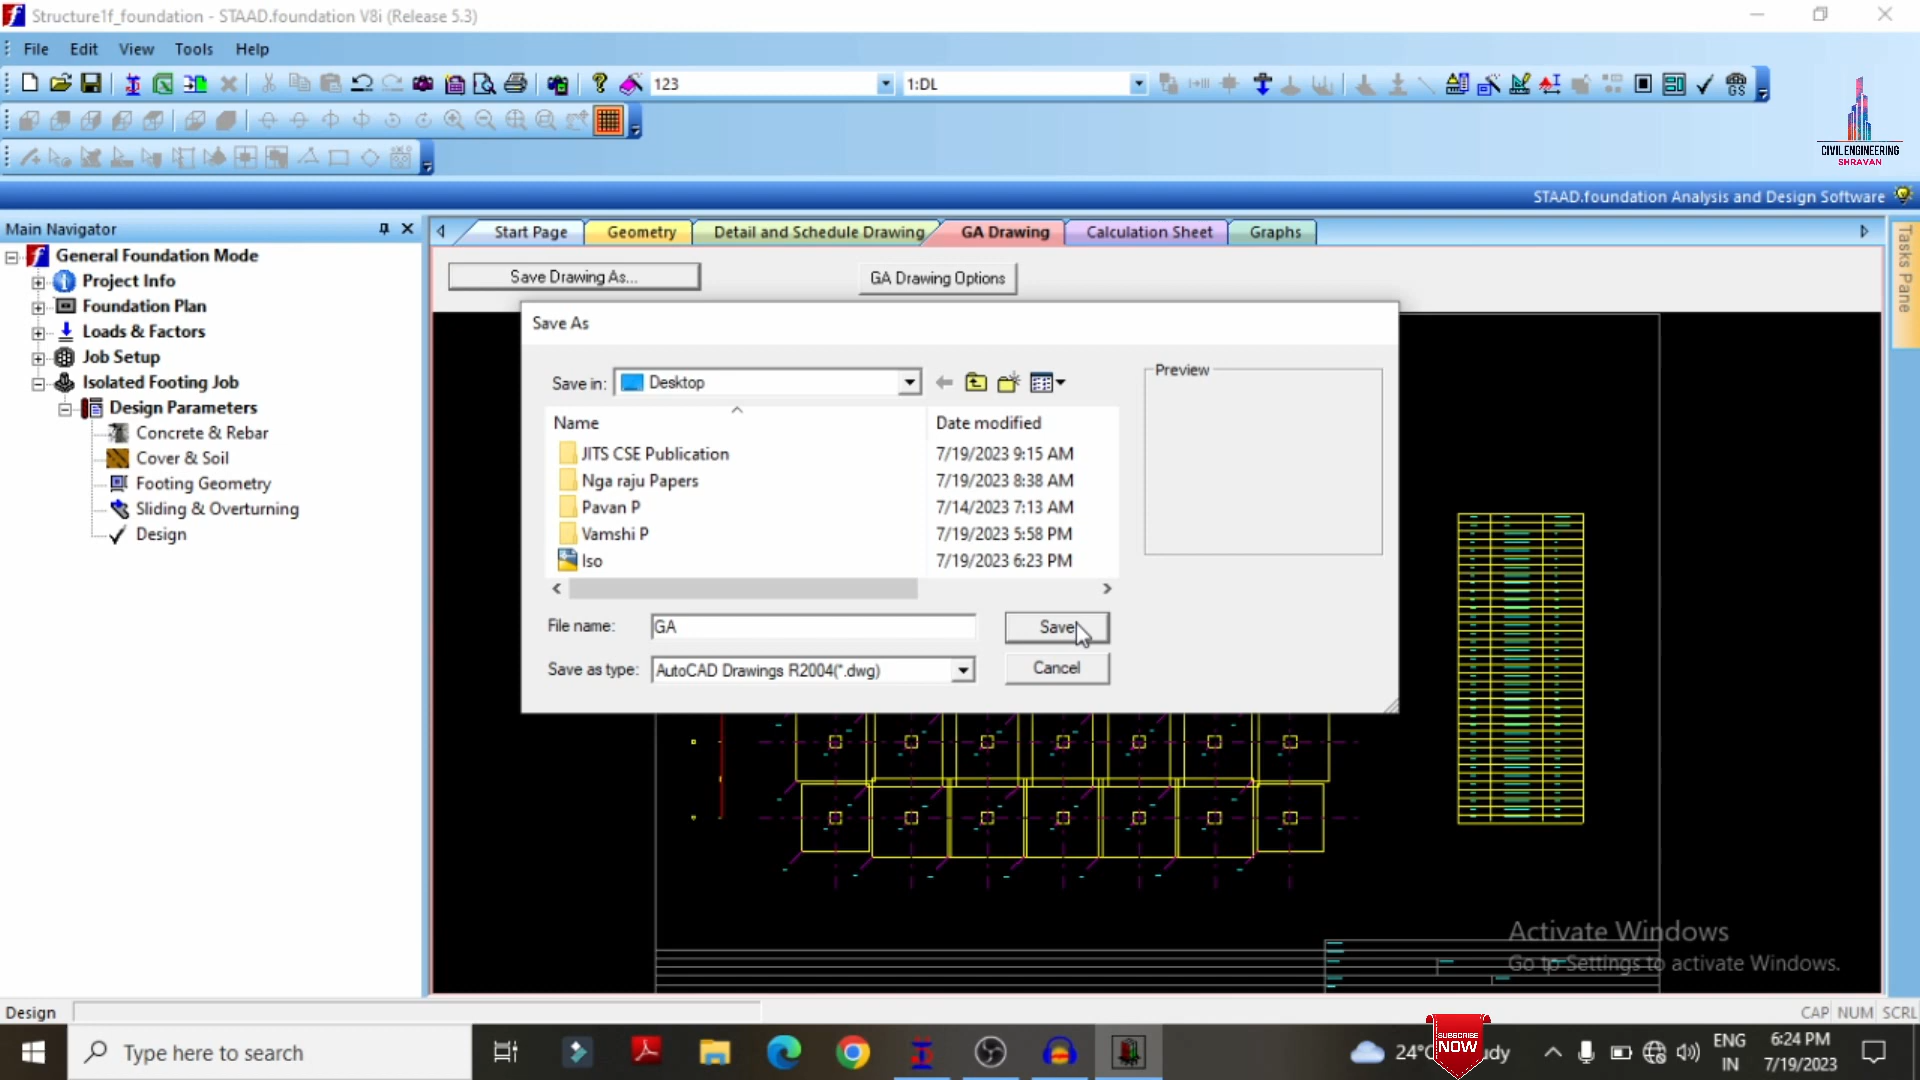 Structure1f_foundation - STAAD.foundation V8i (Release 5.3)
File Edit View Tools Help
123 1:DL
GS
CIVILENGINEERING
SHRAVAN
STAAD.foundation Analysis and Design Software
Main Navigator
Start Page Geometry Detail and Schedule Drawing GA Drawing Calculation Sheet Graphs
Tasks Pane
General Foundation Mode
Project Info
Foundation Plan
Loads & Factors
Job Setup
Isolated Footing Job
Design Parameters
Concrete & Rebar
Cover & Soil
Footing Geometry
Sliding & Overturning
Design
Save Drawing As...
GA Drawing Options
Save As
Save in: Desktop
Preview
Name Date modified
JITS CSE Publication 7/19/2023 9:15 AM
Nga raju Papers 7/19/2023 8:38 AM
Pavan P 7/14/2023 7:13 AM
Vamshi P 7/19/2023 5:58 PM
Iso 7/19/2023 6:23 PM
File name: GA Save
Save as type: AutoCAD Drawings R2004(*.dwg) Cancel
Activate Windows
Go to Settings to activate Windows.
Design
CAP NUM SCRL
Type here to search
24°C
SUBSCRIBE
NOW
ENG
IN
6:24 PM
7/19/2023